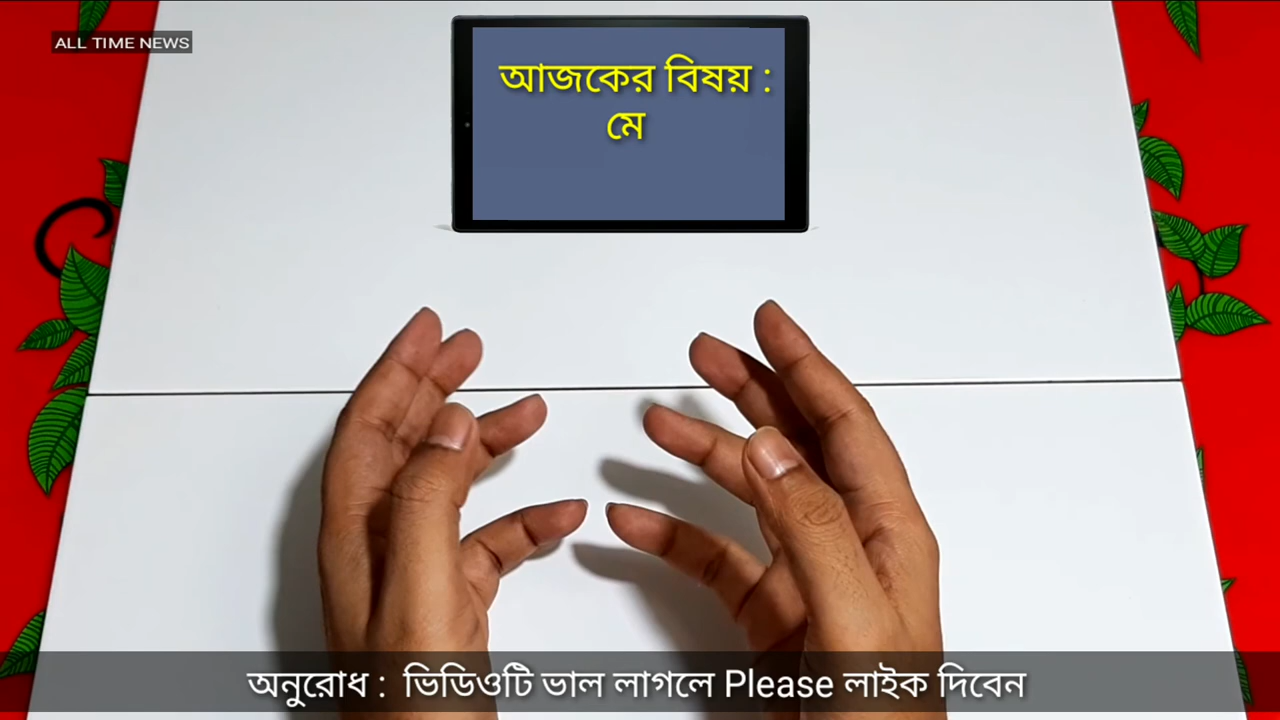 ALL TIME NEWS
আজকের বিষয় :
মে
অনুরোধ : ভিডিওটি ভাল লাগলে Please লাইক দিবেন